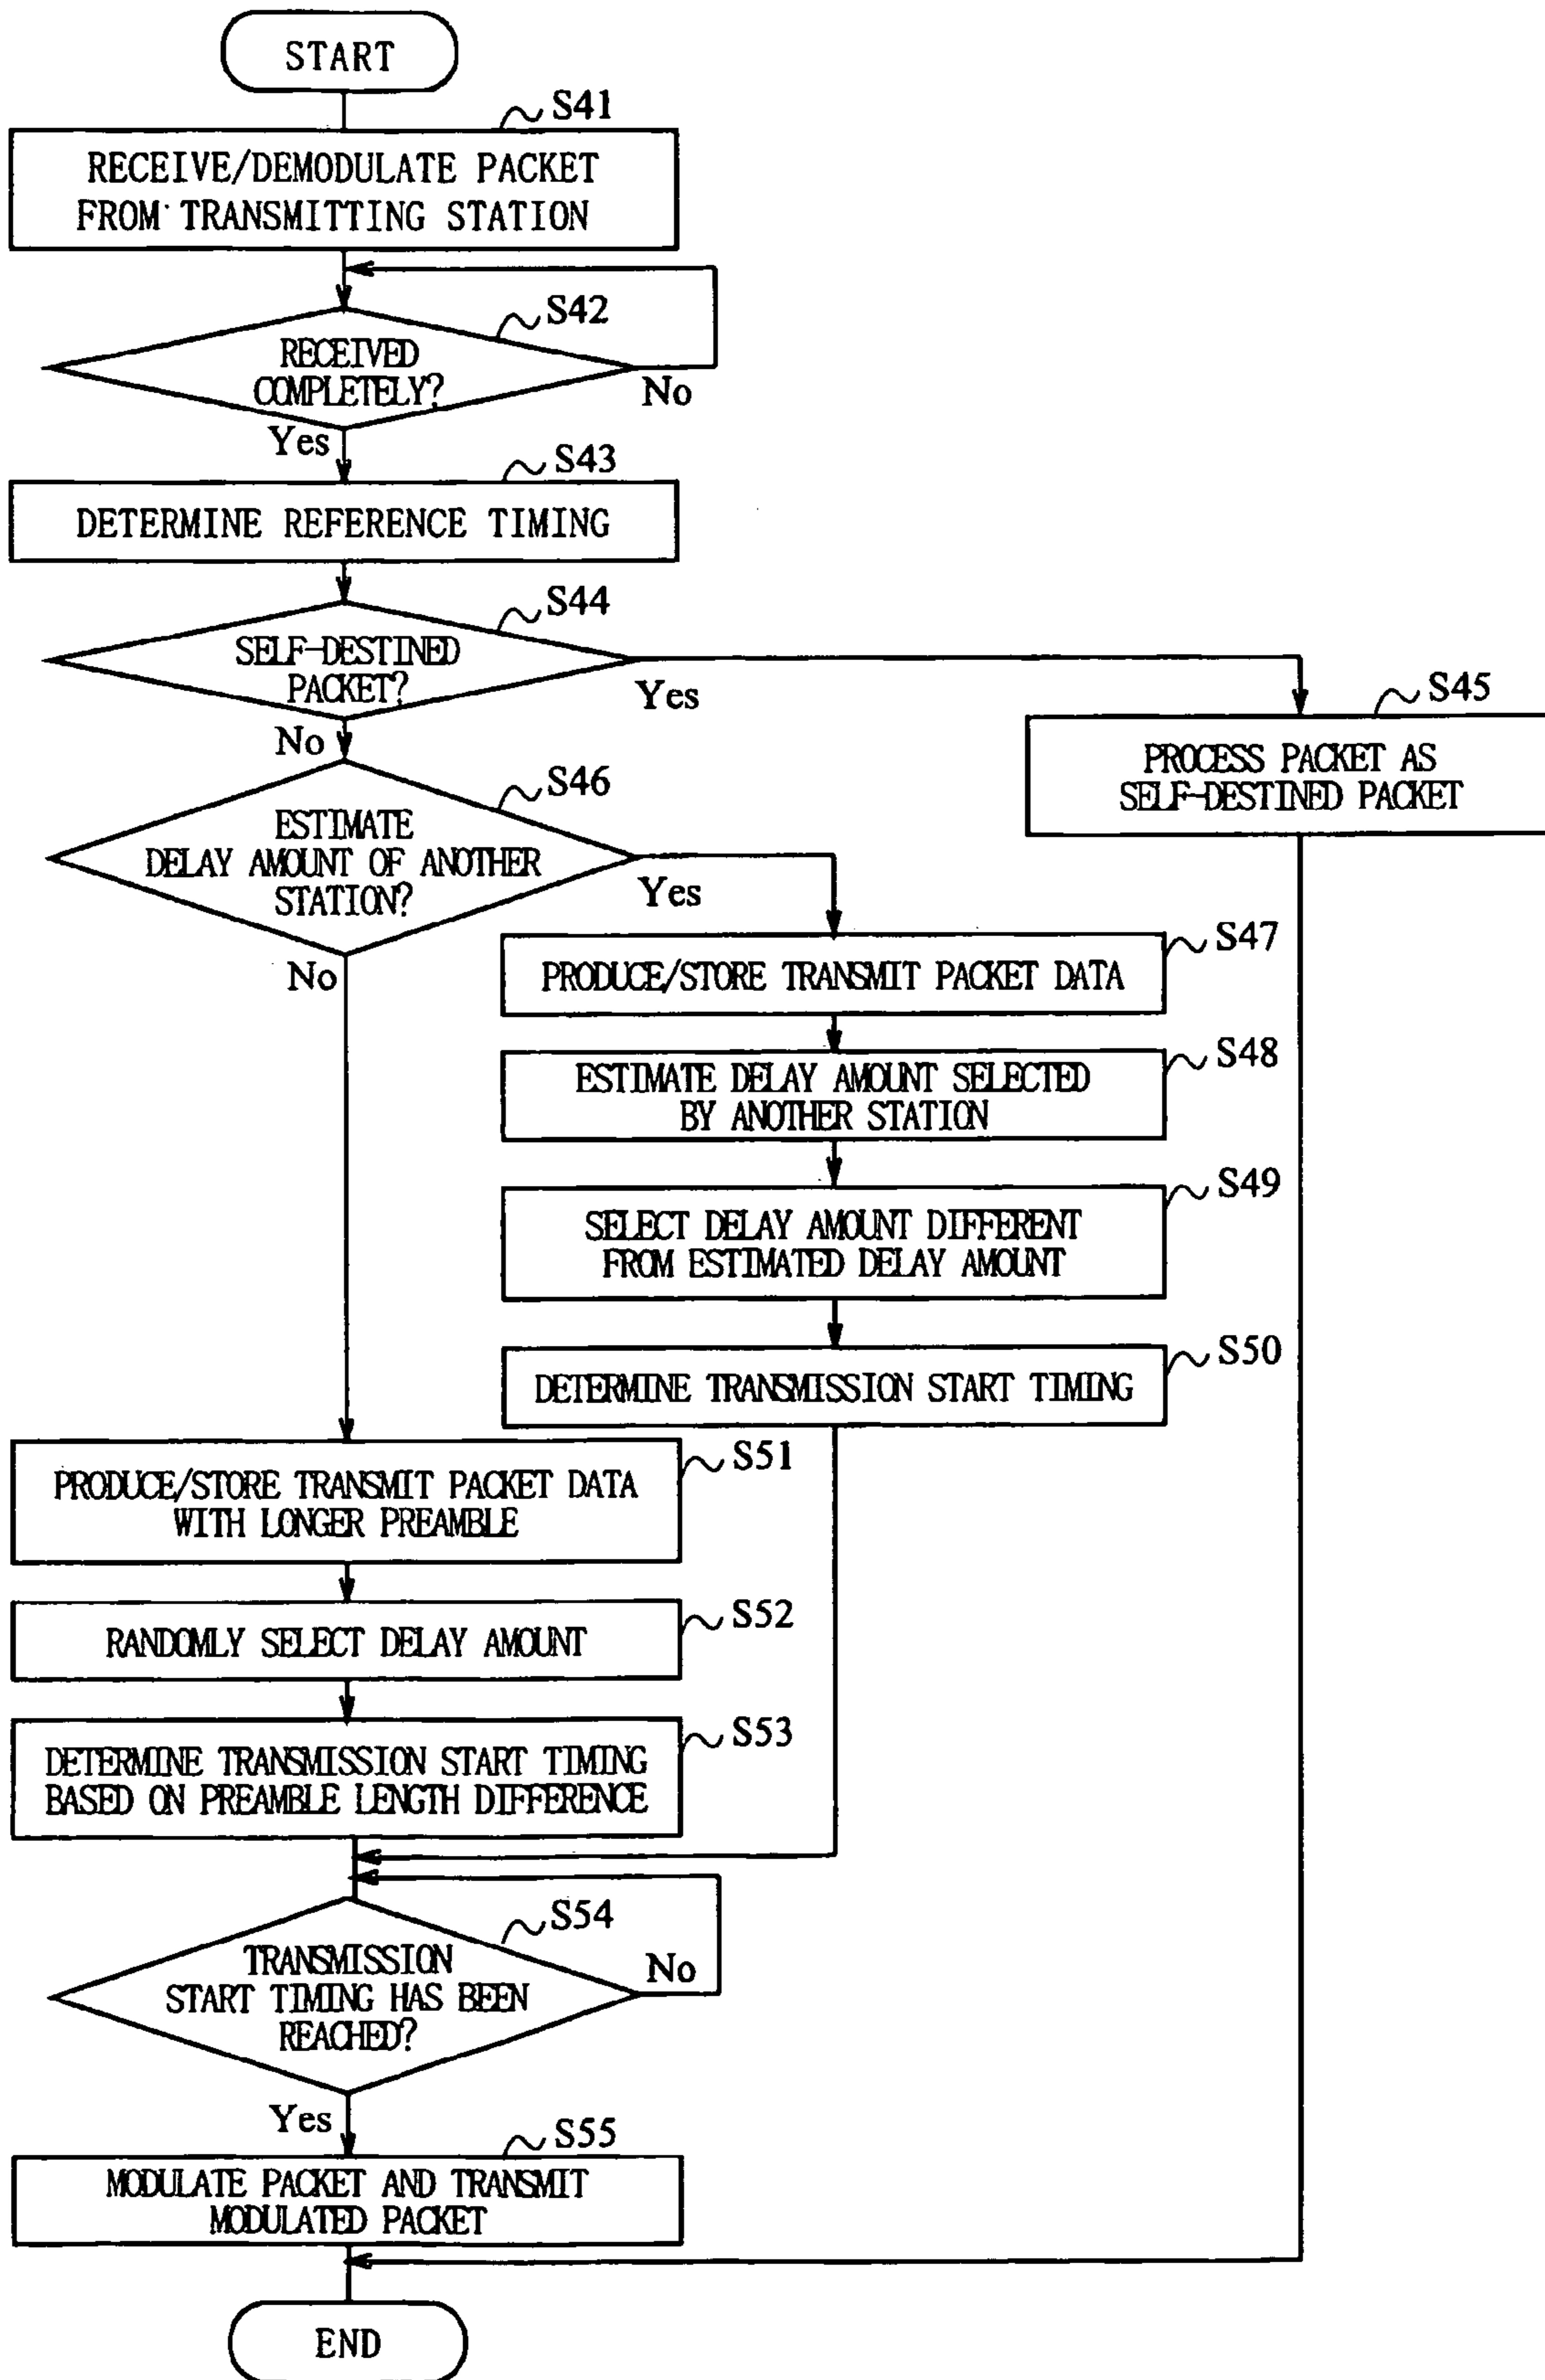 START
S41
RECEIVE/DEMODULATE PACKET
FROM TRANSMITTING STATION
S42
RECEIVED
COMPLETELY?
No
Yes
S43
DETERMINE REFERENCE TIMING
S44
SELF-DESTINED
PACKET?
Yes
No
S45
PROCESS PACKET AS
SELF-DESTINED PACKET
S46
ESTIMATE
DELAY AMOUNT OF ANOTHER
STATION?
Yes
No
S47
PRODUCE/STORE TRANSMIT PACKET DATA
S48
ESTIMATE DELAY AMOUNT SELECTED
BY ANOTHER STATION
S49
SELECT DELAY AMOUNT DIFFERENT
FROM ESTIMATED DELAY AMOUNT
S50
DETERMINE TRANSMISSION START TIMING
S51
PRODUCE/STORE TRANSMIT PACKET DATA
WITH LONGER PREAMBLE
S52
RANDOMLY SELECT DELAY AMOUNT
S53
DETERMINE TRANSMISSION START TIMING
BASED ON PREAMBLE LENGTH DIFFERENCE
S54
TRANSMISSION
START TIMING HAS BEEN
REACHED?
No
Yes
S55
MODULATE PACKET AND TRANSMIT
MODULATED PACKET
END